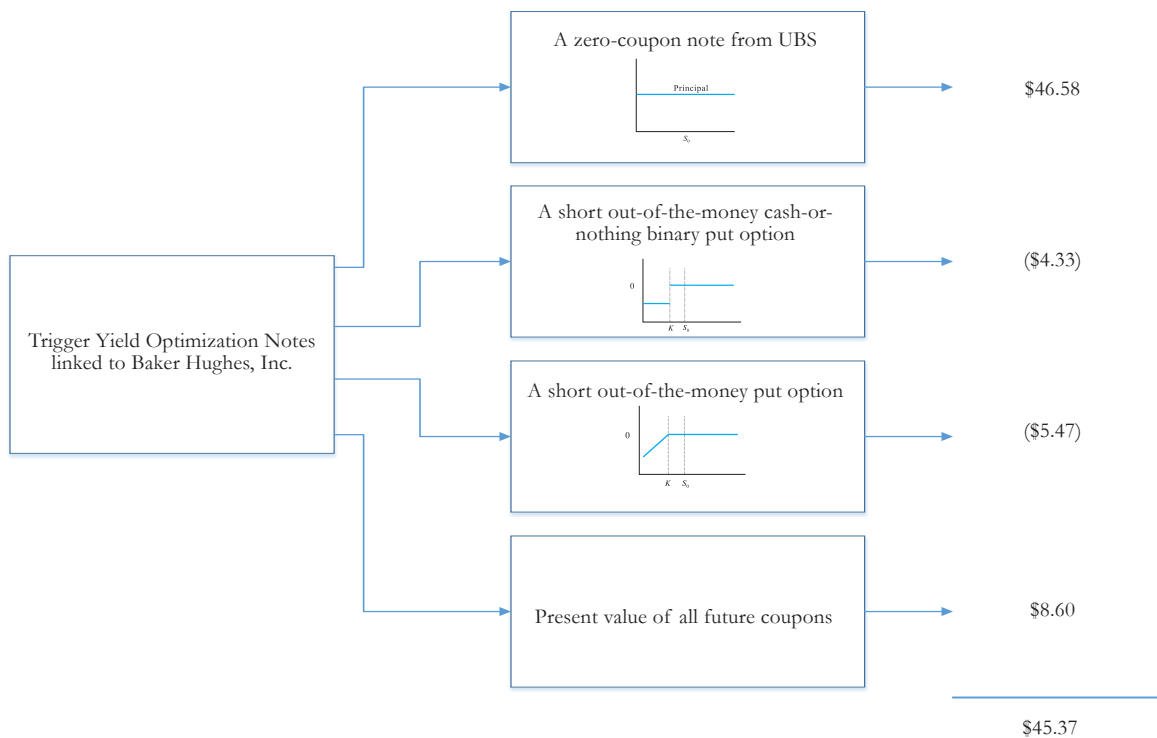 A zero-coupon note from UBS
Principal
S₀
$46.58
A short out-of-the-money cash-or-
nothing binary put option
0
K S₀
($4.33)
Trigger Yield Optimization Notes
linked to Baker Hughes, Inc.
A short out-of-the-money put option
0
K S₀
($5.47)
Present value of all future coupons
$8.60
$45.37